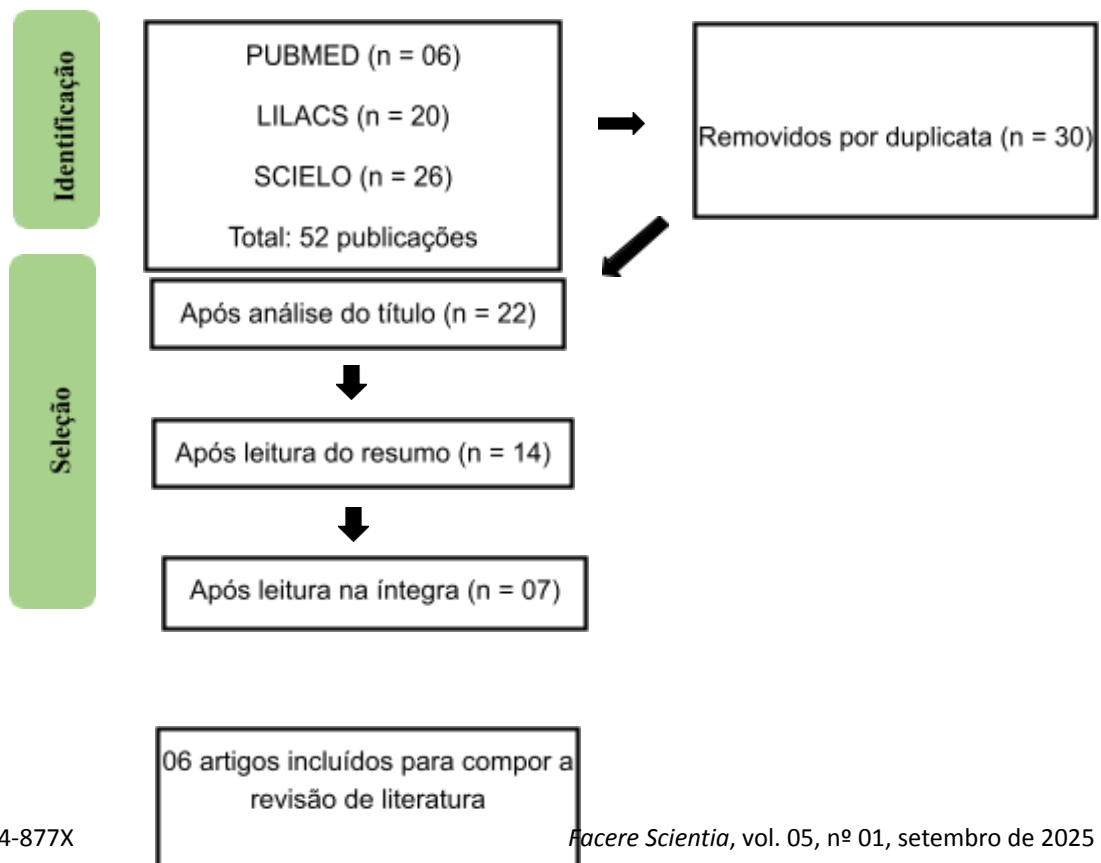 Identificação
PUBMED (n = 06)
LILACS (n = 20)
SCIELO (n = 26)
Total: 52 publicações
Removidos por duplicata (n = 30)
Seleção
Após análise do título (n = 22)
Após leitura do resumo (n = 14)
Após leitura na íntegra (n = 07)
06 artigos incluídos para compor a
revisão de literatura
4-877X
Facere Scientia, vol. 05, nº 01, setembro de 2025